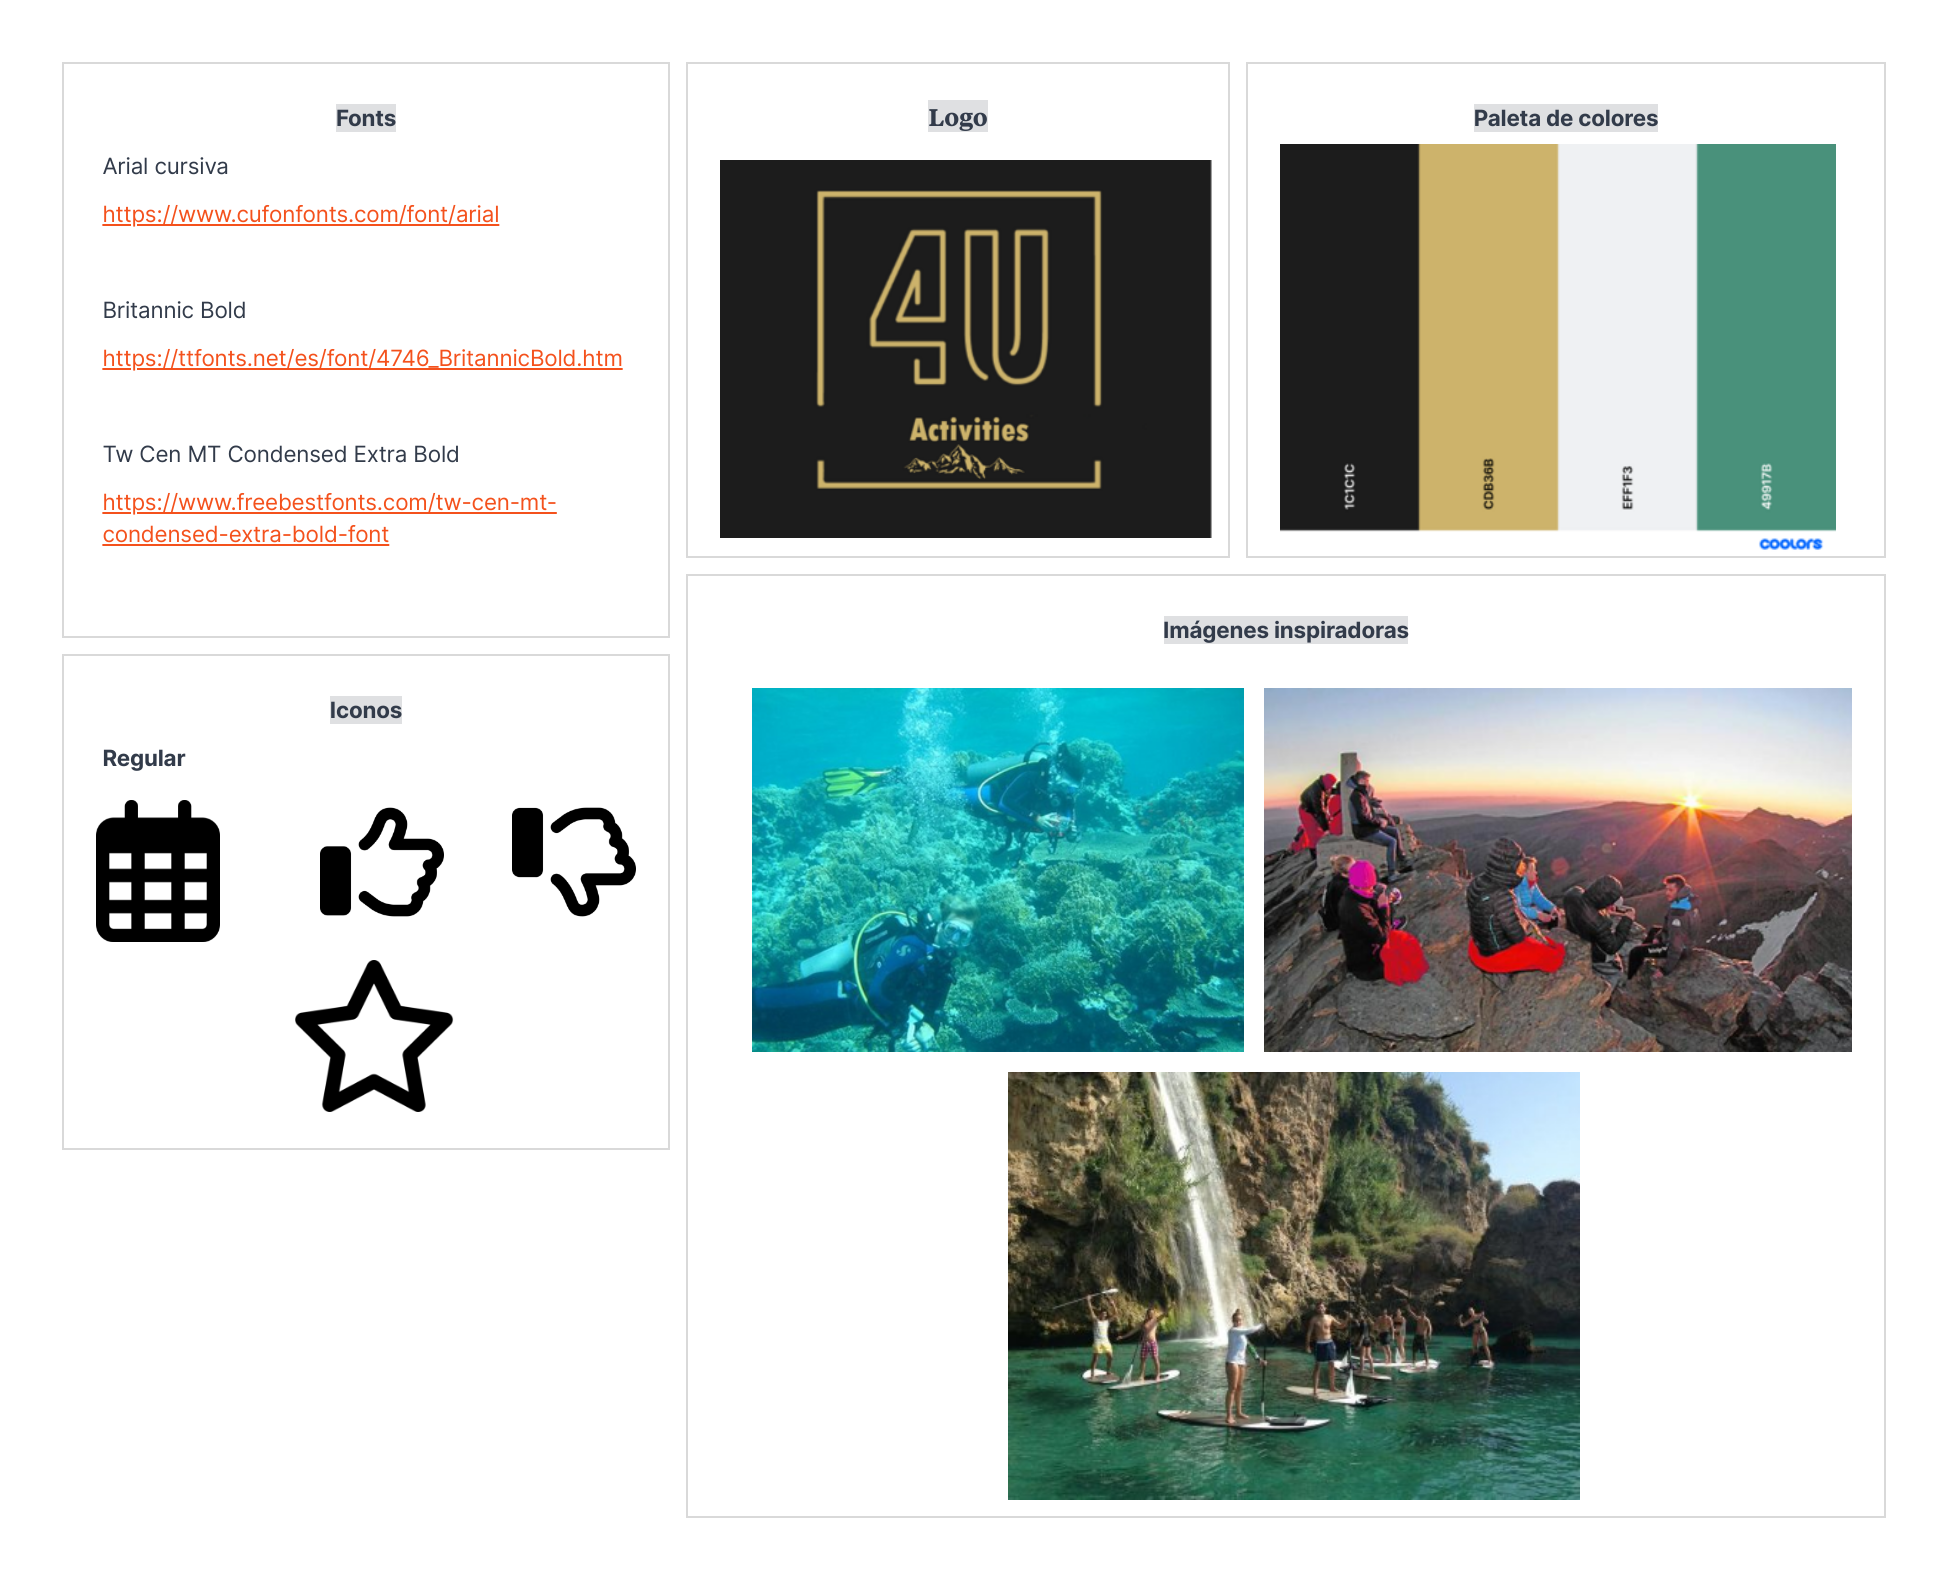 Fonts
Arial cursiva
https://www.cufonfonts.com/font/arial
Britannic Bold
https://ttfonts.net/es/font/4746_BritannicBold.htm
Tw Cen MT Condensed Extra Bold
https://www.freebestfonts.com/tw-cen-mt-
condensed-extra-bold-font
Logo
4U
Activities
Paleta de colores
1C1C1C
CDB36B
EFF1F3
49917B
coolors
Iconos
Regular
Imágenes inspiradoras